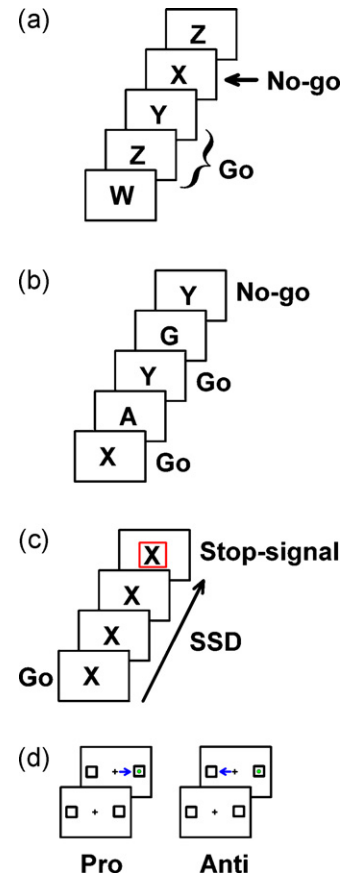 (a)
Z
X
No-go
Y
Z
Go
W
(b)
Y
No-go
G
Y
Go
A
X
Go
(c)
X
Stop-signal
X
X
SSD
Go
X
(d)
Pro
Anti